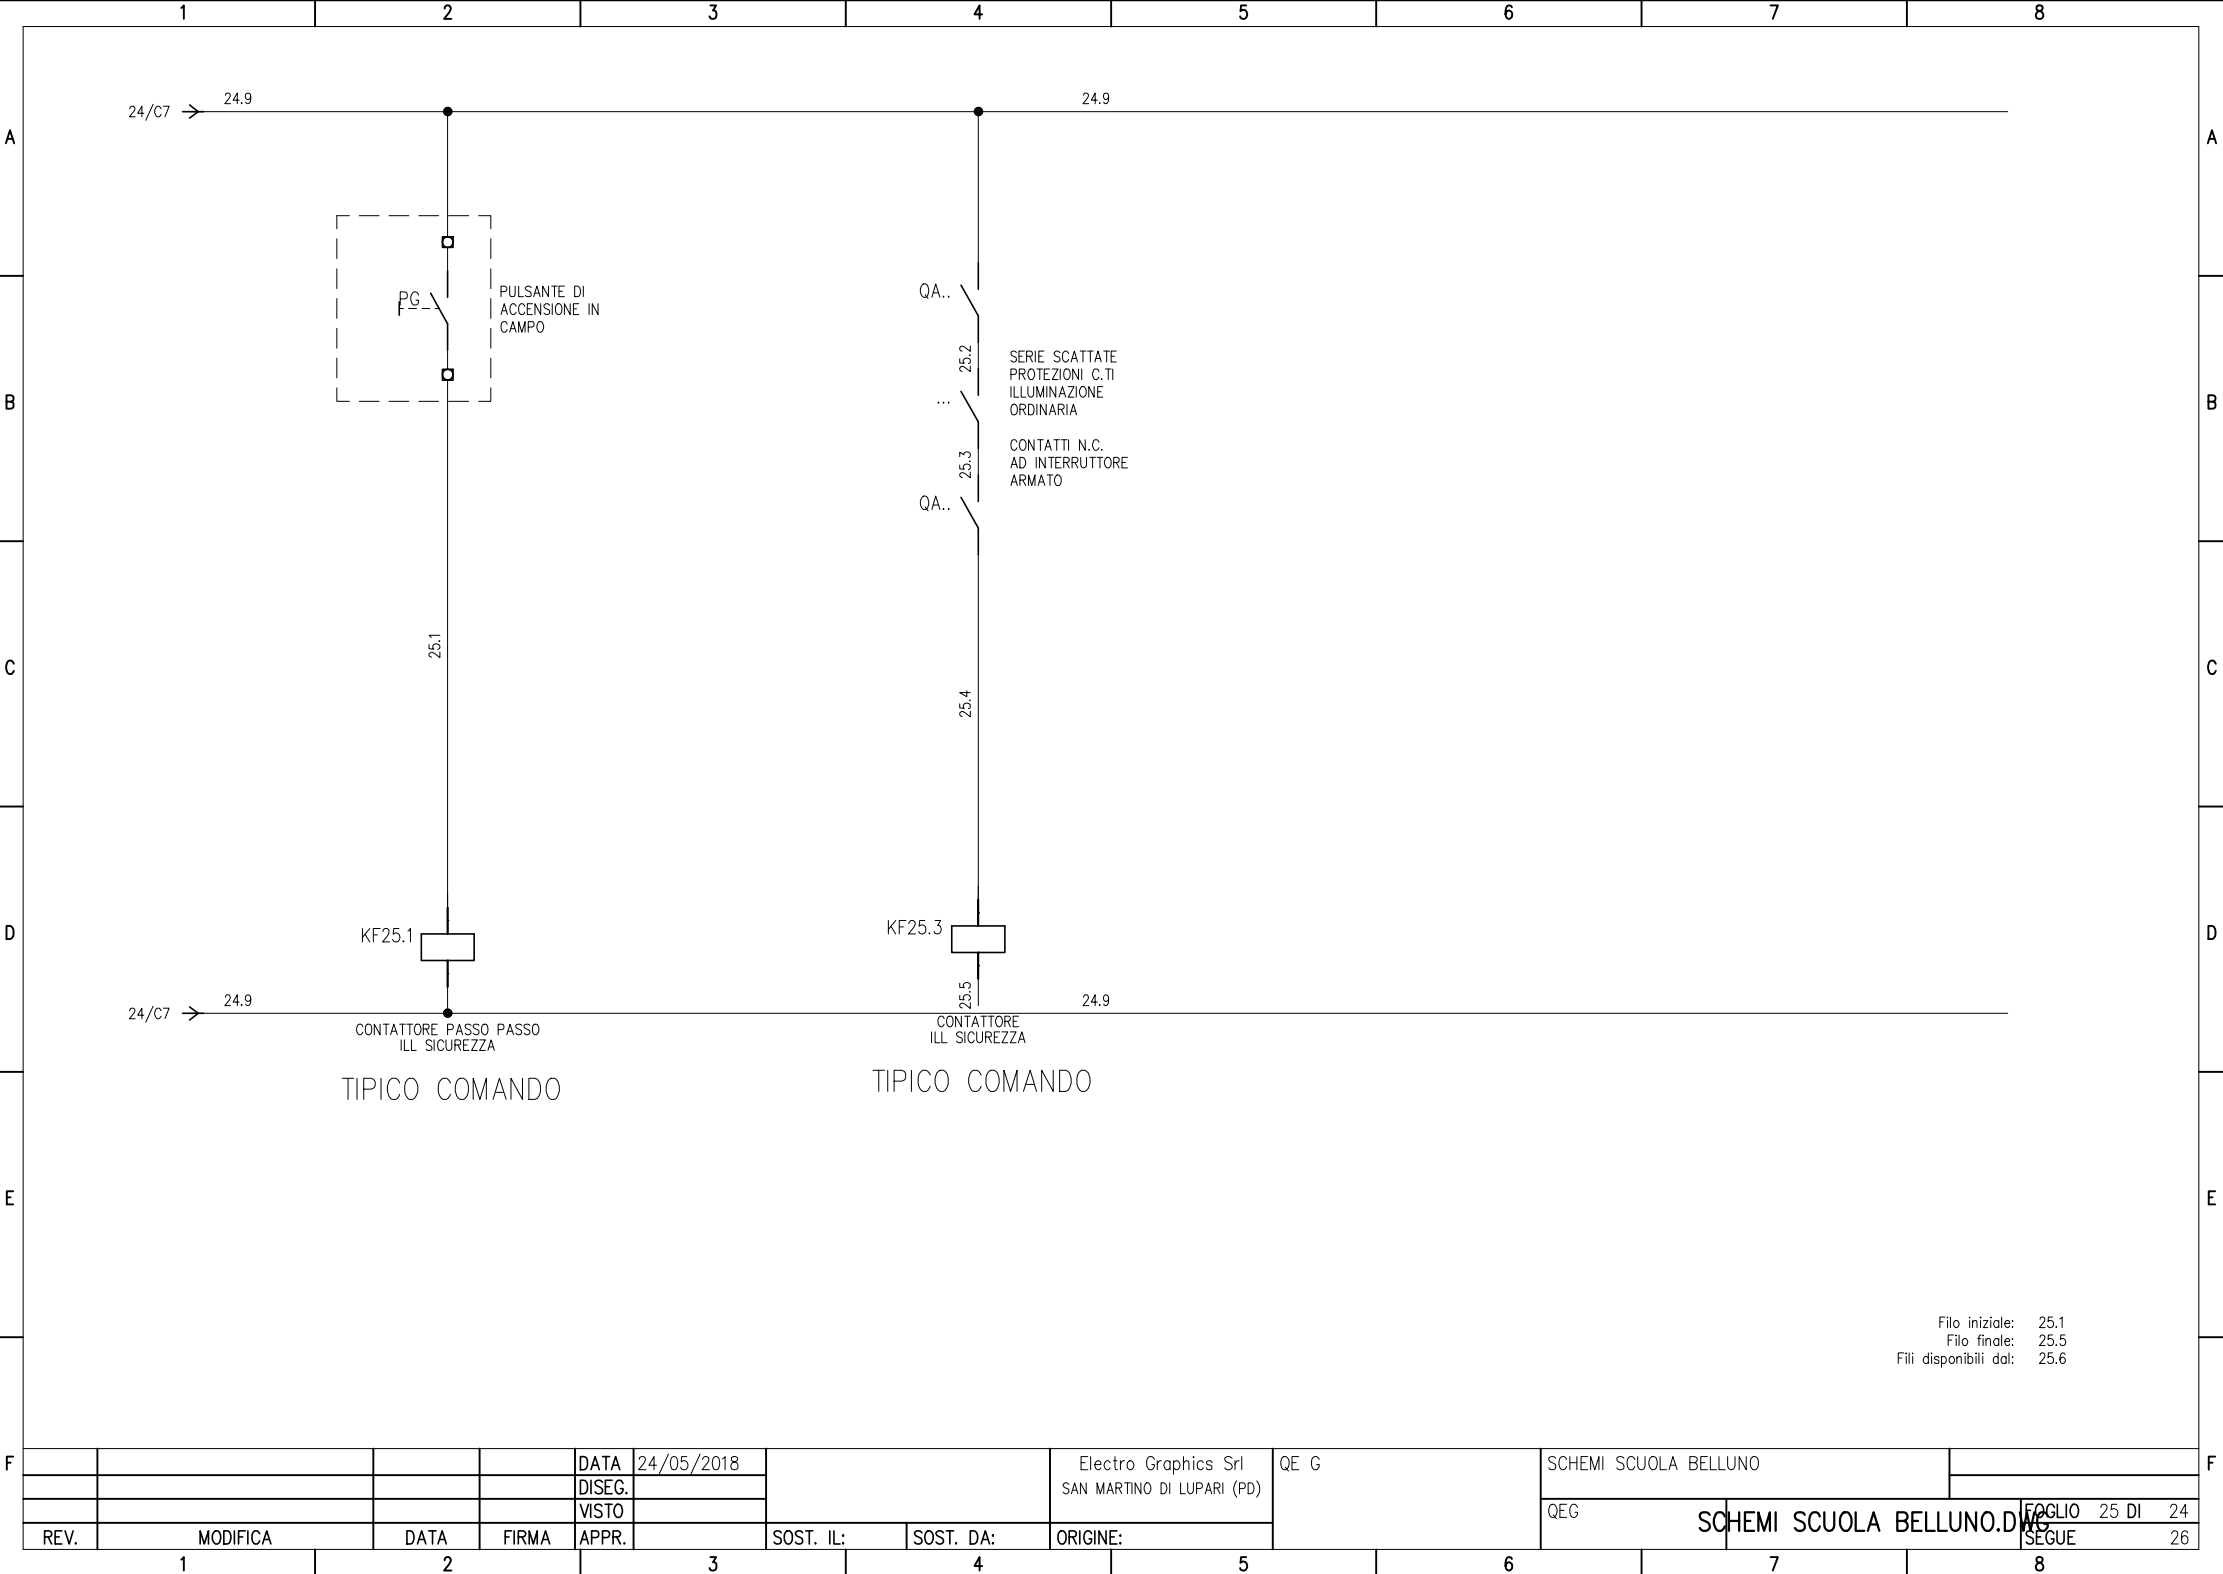 1 2 3 4 5 6 7 8
A A
B B
C C
D D
E E
F F
24/C7 24.9 24.9
PG
PULSANTE DI
ACCENSIONE IN
CAMPO
25.1
KF25.1
QA..
25.2
...
25.3
QA..
SERIE SCATTATE
PROTEZIONI C.TI
ILLUMINAZIONE
ORDINARIA
CONTATTI N.C.
AD INTERRUTTORE
ARMATO
25.4
KF25.3
25.5
24/C7 24.9 24.9
CONTATTORE PASSO PASSO
ILL SICUREZZA
TIPICO COMANDO
CONTATTORE
ILL SICUREZZA
TIPICO COMANDO
Filo iniziale: 25.1
Filo finale: 25.5
Fili disponibili dal: 25.6
DATA 24/05/2018
DISEG.
VISTO
REV. MODIFICA DATA FIRMA APPR.
SOST. IL: SOST. DA: ORIGINE:
Electro Graphics Srl
SAN MARTINO DI LUPARI (PD)
QE G
SCHEMI SCUOLA BELLUNO
QEG
SCHEMI SCUOLA BELLUNO.DWG
FOGLIO 25 DI 24
SEGUE 26
1 2 3 4 5 6 7 8